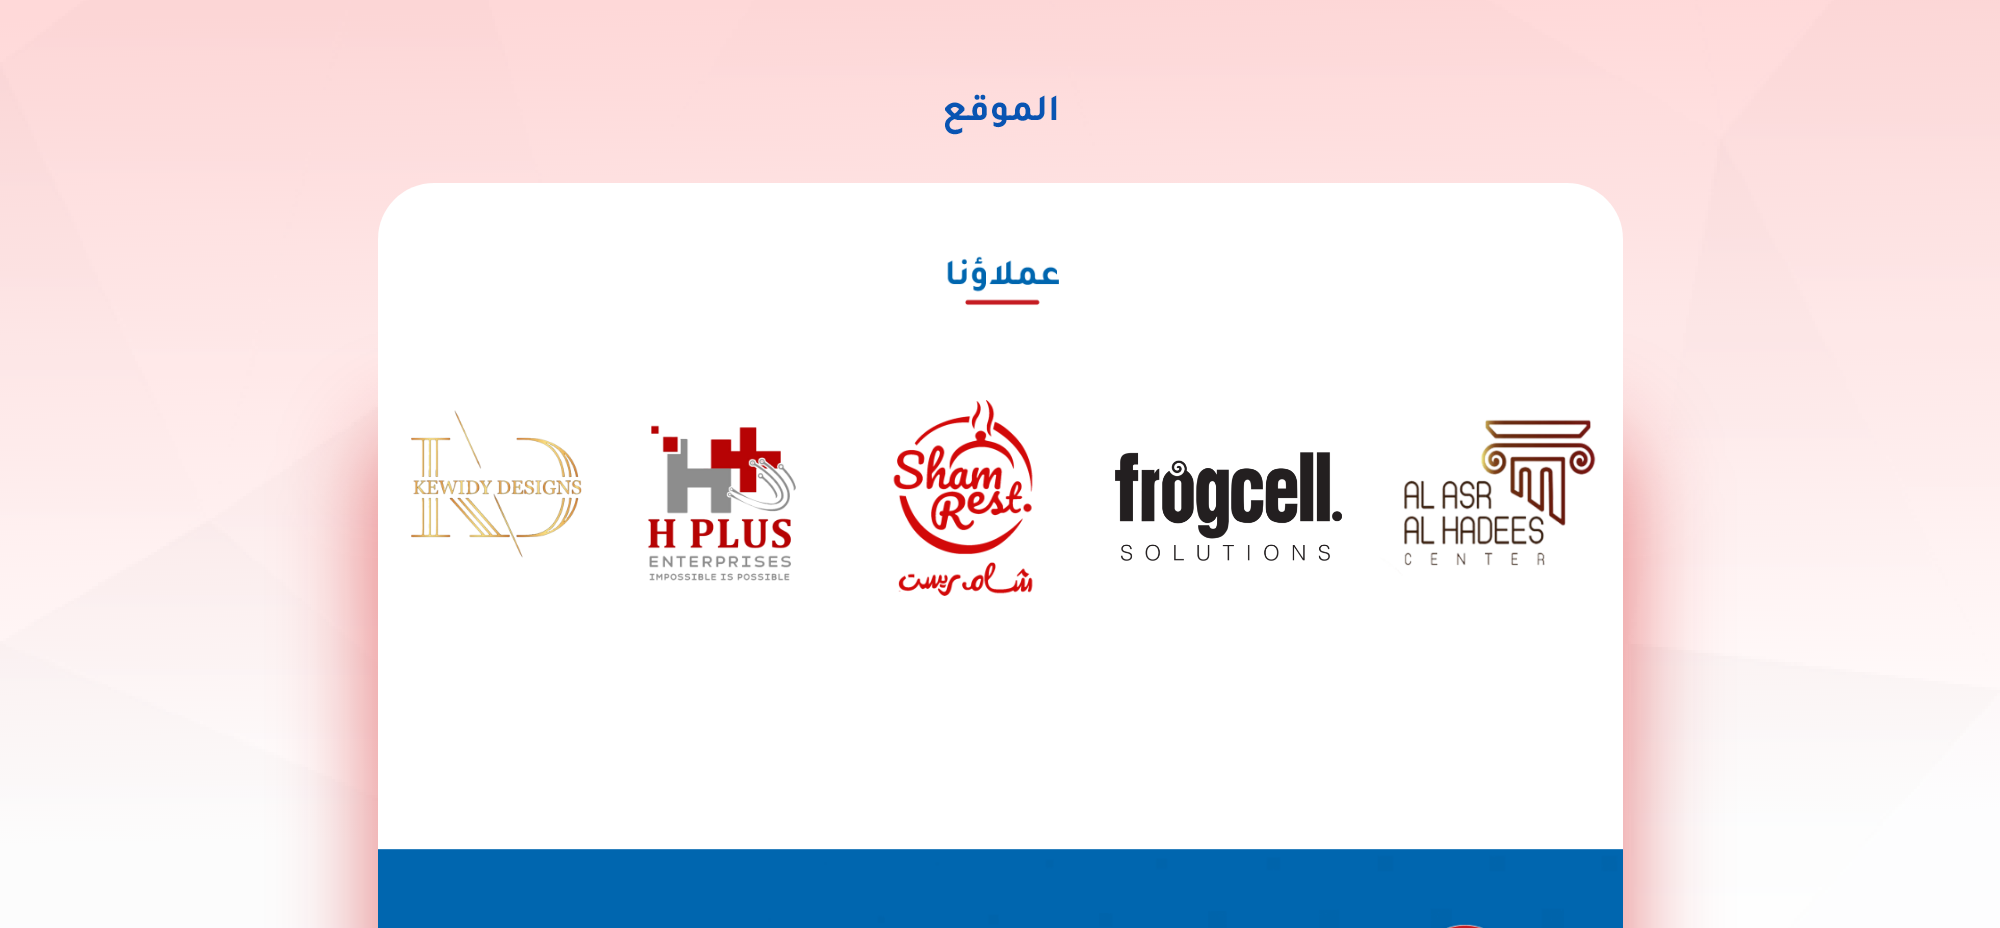 الموقع
عملاؤنا
KEWIDY DESIGNS
H PLUS
ENTERPRISES
IMPOSSIBLE IS POSSIBLE
Sham
Rest.
شام ريست
frogcell.
SOLUTIONS
AL ASR
AL HADEES
CENTER